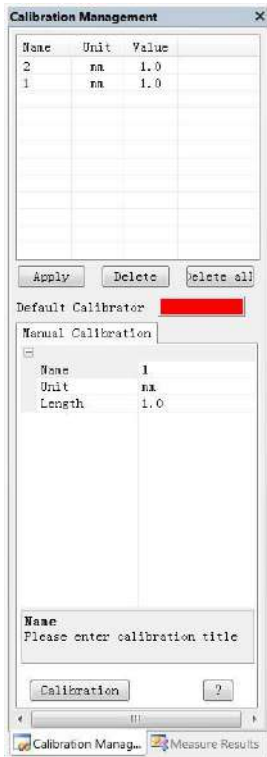 Calibration Management
Name Unit Value
2 nm 1.0
1 nm 1.0
Apply Delete Delete all
Default Calibrator
Manual Calibration
Name 1
Unit nm
Length 1.0
Name
Please enter calibration title
Calibration ?
Calibration Manag... Measure Results